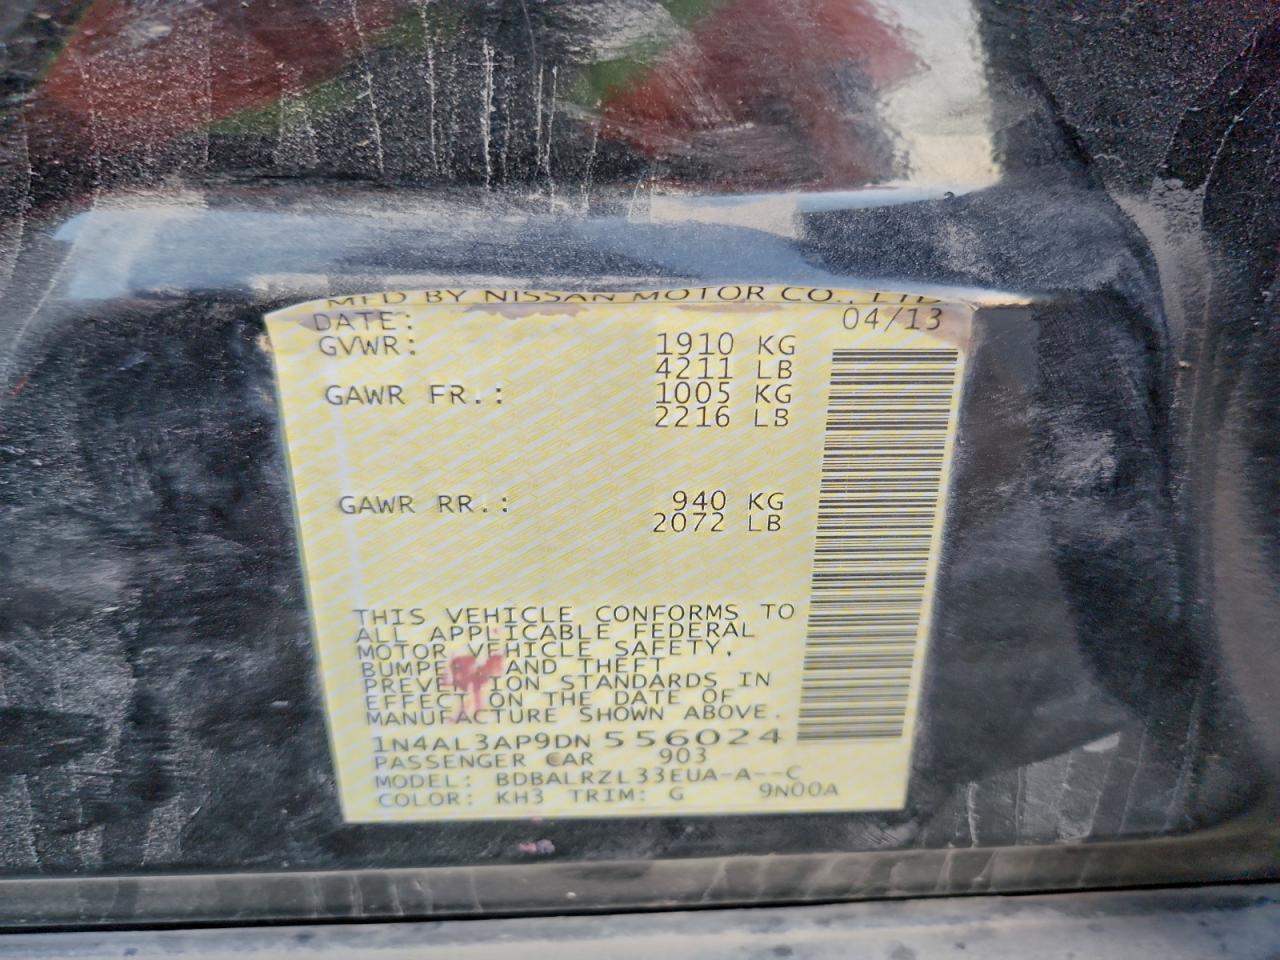 MFD BY NISSAN MOTOR CO., LTD
DATE: 04/13
GVWR: 1910 KG
4211 LB
GAWR FR.: 1005 KG
2216 LB
GAWR RR.: 940 KG
2072 LB
THIS VEHICLE CONFORMS TO
ALL APPLICABLE FEDERAL
MOTOR VEHICLE SAFETY,
BUMPER AND THEFT
PREVENTION STANDARDS IN
EFFECT ON THE DATE OF
MANUFACTURE SHOWN ABOVE.
1N4AL3AP9DN556024
PASSENGER CAR 903
MODEL: BDBALRZL33EUA-A--C
COLOR: KH3 TRIM: G 9N00A